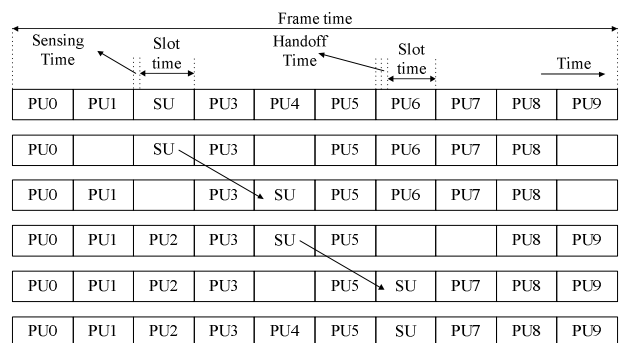 Frame time
Sensing Time
Slot time
Handoff Time
Slot time
Time
PU0 PU1 SU PU3 PU4 PU5 PU6 PU7 PU8 PU9
PU0 SU PU3 PU5 PU6 PU7 PU8
PU0 PU1 PU3 SU PU5 PU6 PU7 PU8
PU0 PU1 PU2 PU3 SU PU5 PU8 PU9
PU0 PU1 PU2 PU3 PU5 SU PU7 PU8 PU9
PU0 PU1 PU2 PU3 PU4 PU5 SU PU7 PU8 PU9